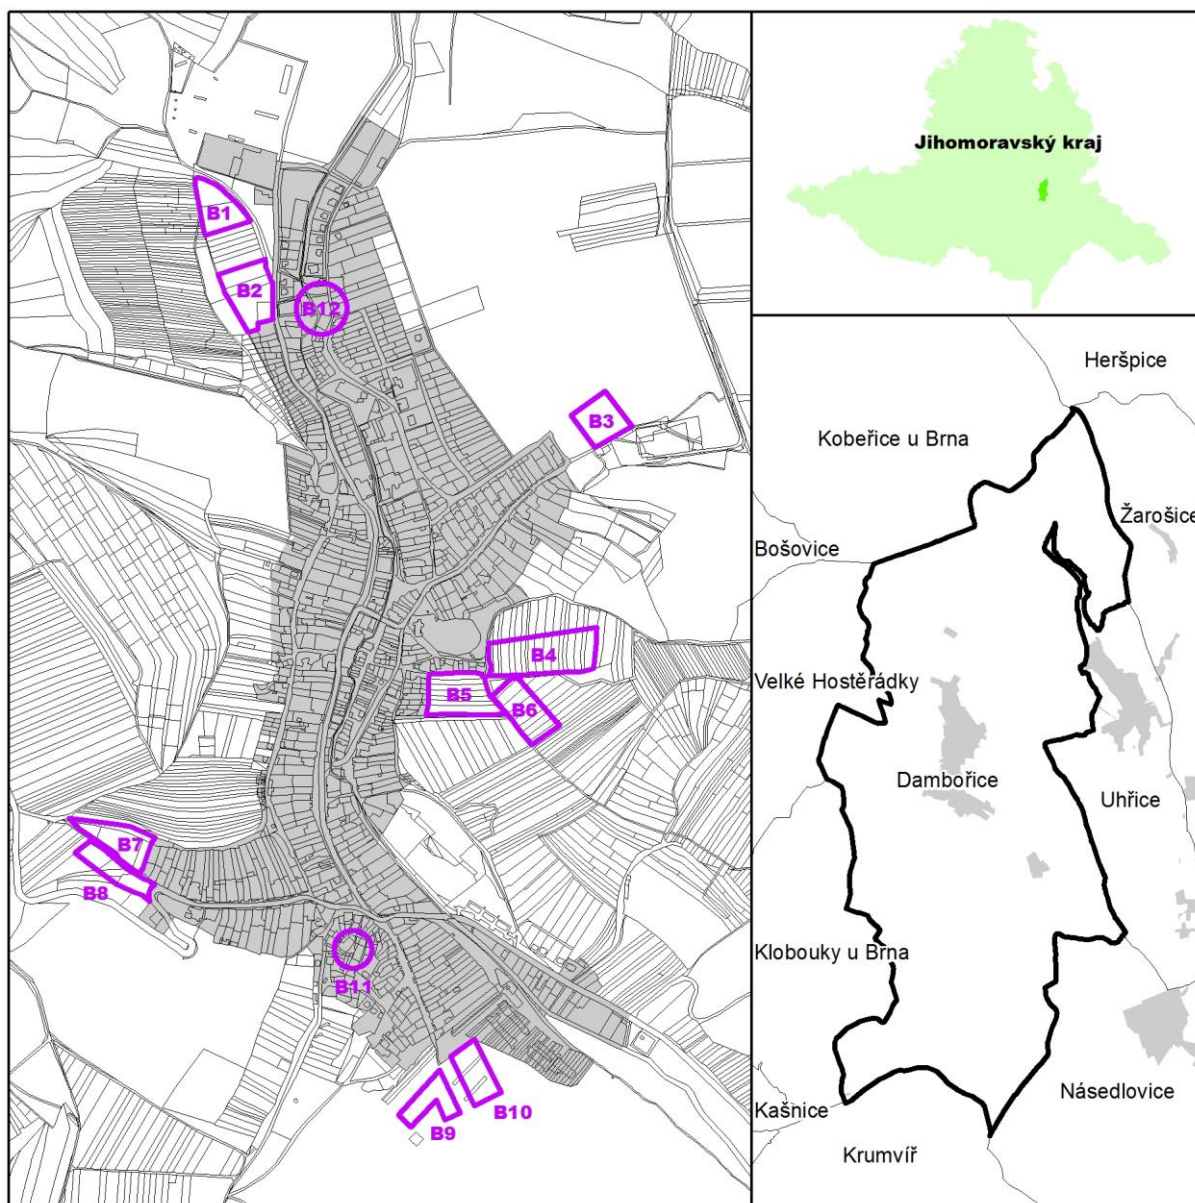 B1
B2
B12
B3
B4
B5
B6
B7
B8
B11
B10
B9
Jihomoravský kraj
Heršpice
Kobeřice u Brna
Žarošice
Bošovice
Velké Hostěrádky
Dambořice
Uhřice
Klobouky u Brna
Násedlovice
Kašnice
Krumvíř